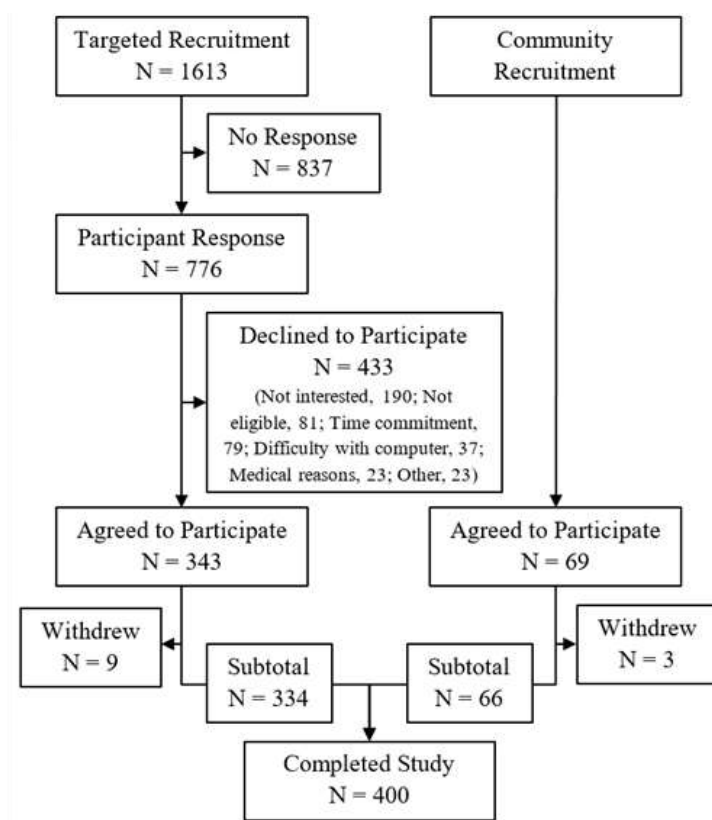 Targeted Recruitment
N = 1613
Community
Recruitment
No Response
N = 837
Participant Response
N = 776
Declined to Participate
N = 433
(Not interested, 190; Not
eligible, 81; Time commitment,
79; Difficulty with computer, 37;
Medical reasons, 23; Other, 23)
Agreed to Participate
N = 343
Agreed to Participate
N = 69
Withdrew
N = 9
Subtotal
N = 334
Subtotal
N = 66
Withdrew
N = 3
Completed Study
N = 400